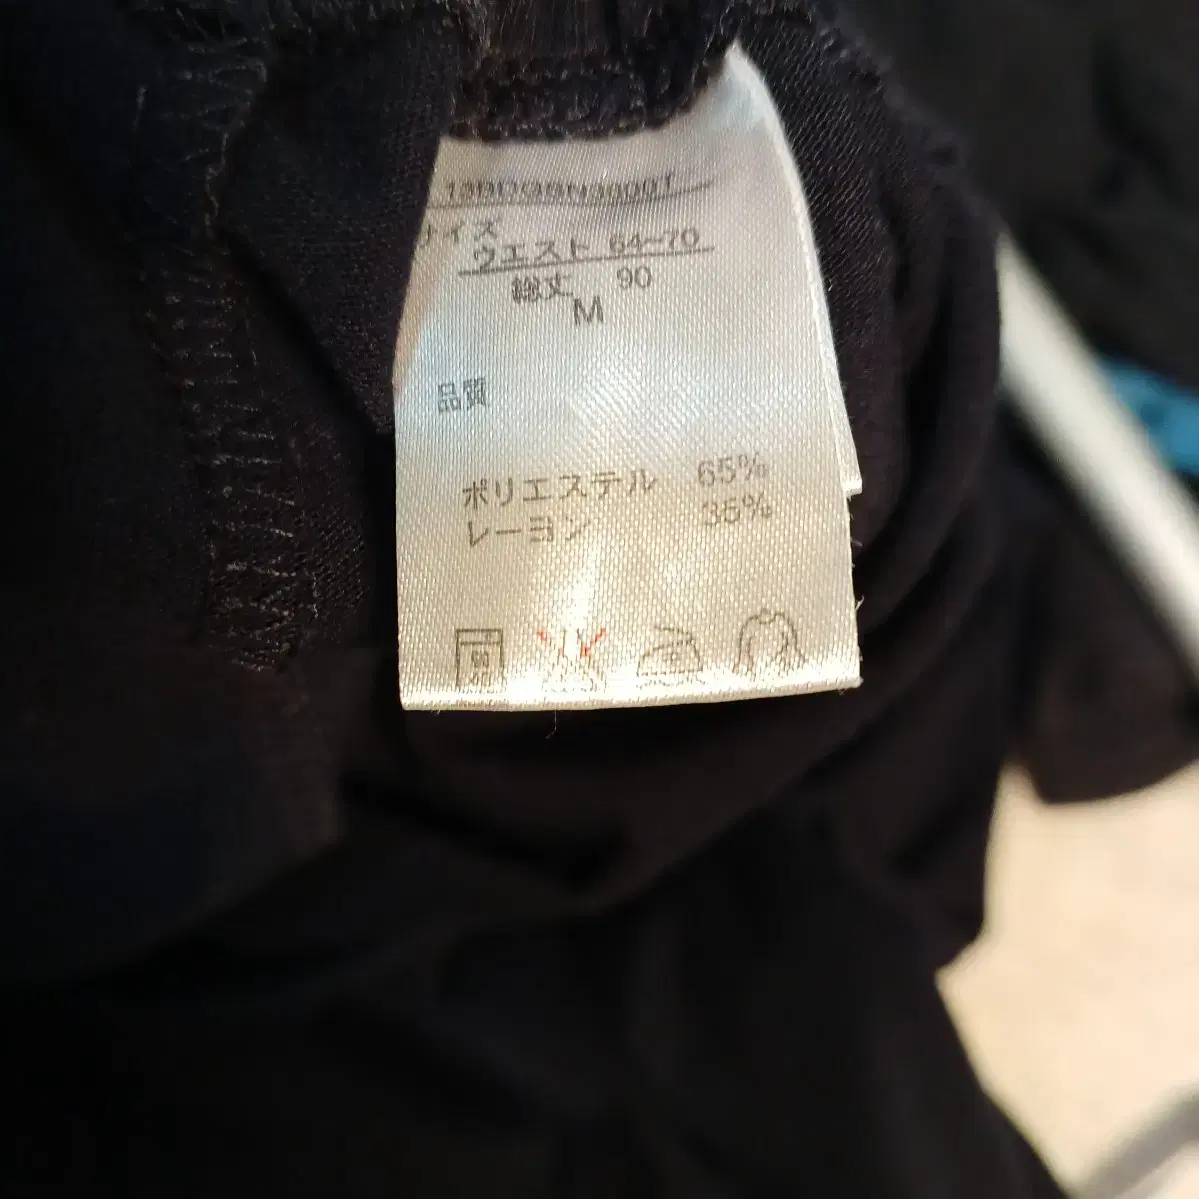 サイズ
ウエスト 64~70
総丈 90
M
品質
ポリエステル 65%
レーヨン 35%